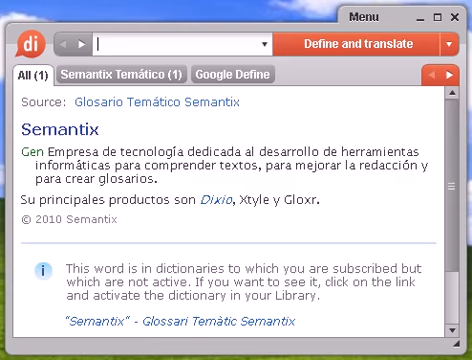 Menu
di
Define and translate
All (1)
Semantix Temático (1)
Google Define
Source: Glosario Temático Semantix
Semantix
Gen Empresa de tecnología dedicada al desarrollo de herramientas
informáticas para comprender textos, para mejorar la redacción y
para crear glosarios.
Su principales productos son Dixio, Xtyle y Gloxr.
© 2010 Semantix
This word is in dictionaries to which you are subscribed but
which are not active. If you want to see it, click on the link
and activate the dictionary in your Library.
"Semantix" - Glossari Temàtic Semantix